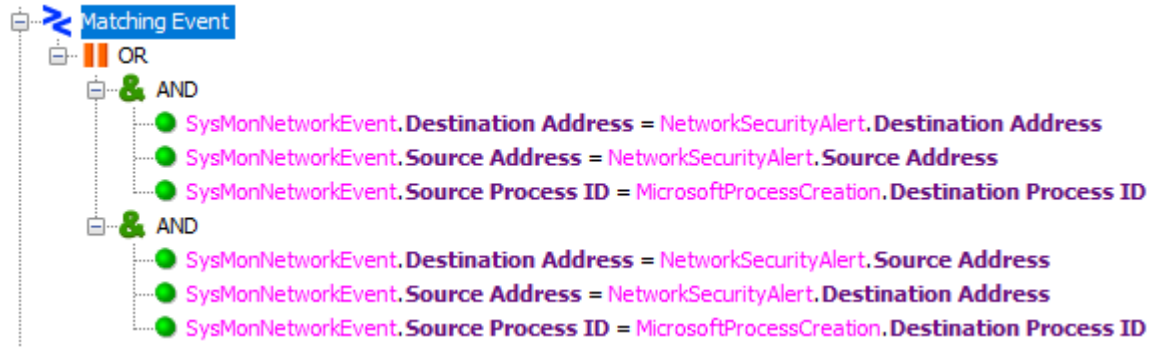 Matching Event
OR
AND
SysMonNetworkEvent.Destination Address = NetworkSecurityAlert.Destination Address
SysMonNetworkEvent.Source Address = NetworkSecurityAlert.Source Address
SysMonNetworkEvent.Source Process ID = MicrosoftProcessCreation.Destination Process ID
AND
SysMonNetworkEvent.Destination Address = NetworkSecurityAlert.Source Address
SysMonNetworkEvent.Source Address = NetworkSecurityAlert.Destination Address
SysMonNetworkEvent.Source Process ID = MicrosoftProcessCreation.Destination Process ID